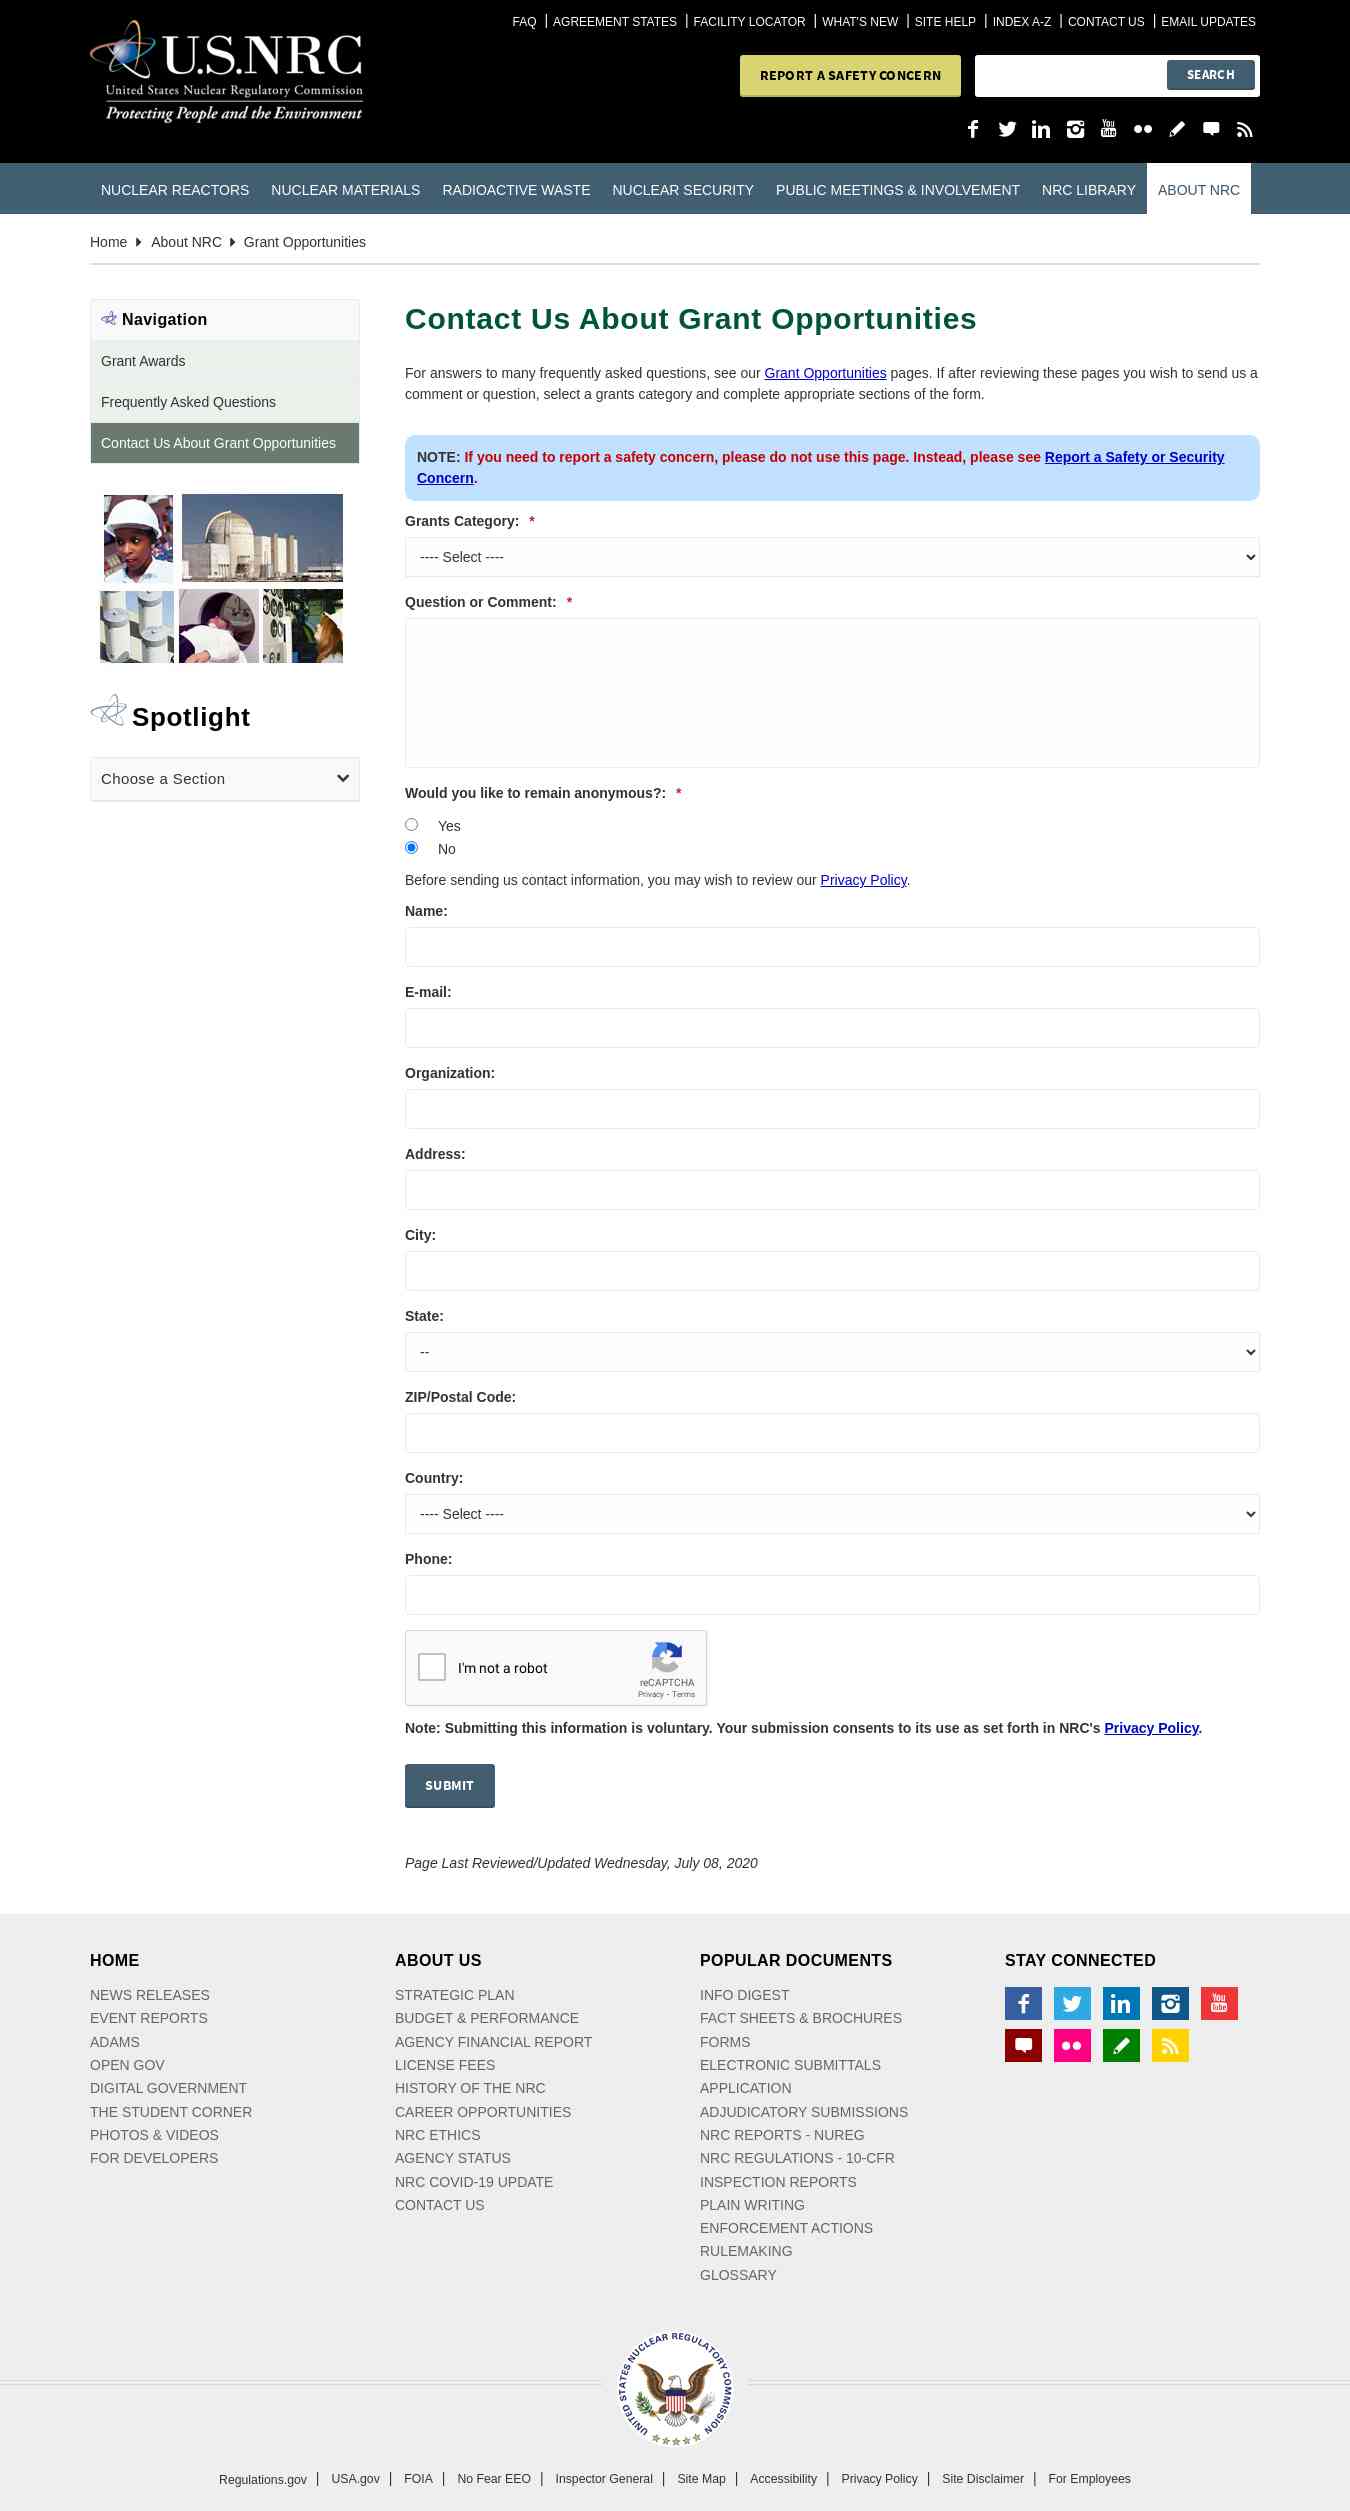 FAQ | AGREEMENT STATES | FACILITY LOCATOR | WHAT'S NEW | SITE HELP | INDEX A-Z | CONTACT US | EMAIL UPDATES
U.S.NRC
United States Nuclear Regulatory Commission
Protecting People and the Environment
REPORT A SAFETY CONCERN
SEARCH
You Tube
NUCLEAR REACTORS NUCLEAR MATERIALS RADIOACTIVE WASTE NUCLEAR SECURITY PUBLIC MEETINGS & INVOLVEMENT NRC LIBRARY ABOUT NRC
Home About NRC Grant Opportunities
Navigation
Grant Awards
Frequently Asked Questions
Contact Us About Grant Opportunities
Spotlight
Choose a Section
Contact Us About Grant Opportunities
For answers to many frequently asked questions, see our Grant Opportunities pages. If after reviewing these pages you wish to send us a
comment or question, select a grants category and complete appropriate sections of the form.
NOTE: If you need to report a safety concern, please do not use this page. Instead, please see Report a Safety or Security
Concern.
Grants Category: *
---- Select ----
Question or Comment: *
Would you like to remain anonymous?: *
Yes
No
Before sending us contact information, you may wish to review our Privacy Policy.
Name:
E-mail:
Organization:
Address:
City:
State:
--
ZIP/Postal Code:
Country:
---- Select ----
Phone:
I'm not a robot
reCAPTCHA
Privacy - Terms
Note: Submitting this information is voluntary. Your submission consents to its use as set forth in NRC's Privacy Policy.
SUBMIT
Page Last Reviewed/Updated Wednesday, July 08, 2020
HOME
NEWS RELEASES
EVENT REPORTS
ADAMS
OPEN GOV
DIGITAL GOVERNMENT
THE STUDENT CORNER
PHOTOS & VIDEOS
FOR DEVELOPERS
ABOUT US
STRATEGIC PLAN
BUDGET & PERFORMANCE
AGENCY FINANCIAL REPORT
LICENSE FEES
HISTORY OF THE NRC
CAREER OPPORTUNITIES
NRC ETHICS
AGENCY STATUS
NRC COVID-19 UPDATE
CONTACT US
POPULAR DOCUMENTS
INFO DIGEST
FACT SHEETS & BROCHURES
FORMS
ELECTRONIC SUBMITTALS
APPLICATION
ADJUDICATORY SUBMISSIONS
NRC REPORTS - NUREG
NRC REGULATIONS - 10-CFR
INSPECTION REPORTS
PLAIN WRITING
ENFORCEMENT ACTIONS
RULEMAKING
GLOSSARY
STAY CONNECTED
You Tube
UNITED STATES NUCLEAR REGULATORY COMMISSION
Regulations.gov | USA.gov | FOIA | No Fear EEO | Inspector General | Site Map | Accessibility | Privacy Policy | Site Disclaimer | For Employees